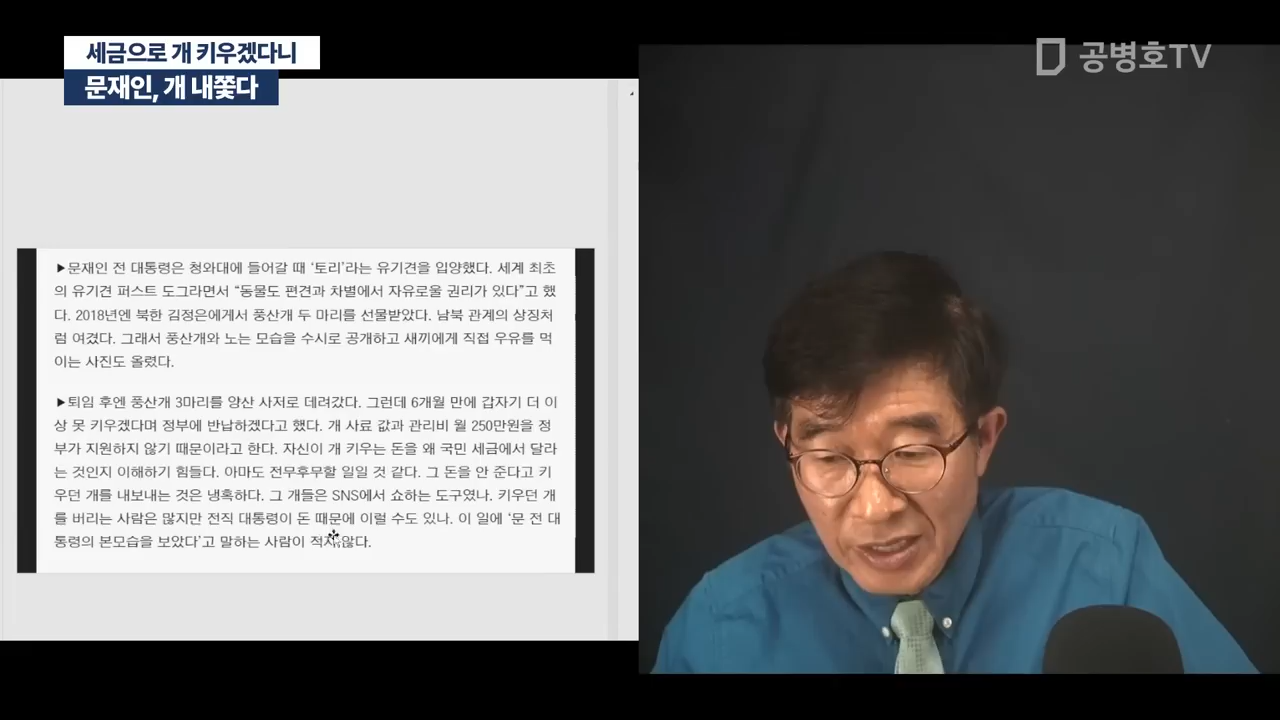 세금으로 개 키우겠다니
문재인, 개 내쫓다
공병호TV
▶문재인 전 대통령은 청와대에 들어갈 때 ‘토리’라는 유기견을 입양했다. 세계 최초
의 유기견 퍼스트 도그라면서 “동물도 편견과 차별에서 자유로울 권리가 있다”고 했
다. 2018년엔 북한 김정은에게서 풍산개 두 마리를 선물받았다. 남북 관계의 상징처
럼 여겼다. 그래서 풍산개와 노는 모습을 수시로 공개하고 새끼에게 직접 우유를 먹
이는 사진도 올렸다.
▶퇴임 후엔 풍산개 3마리를 양산 사저로 데려갔다. 그런데 6개월 만에 갑자기 더 이
상 못 키우겠다며 정부에 반납하겠다고 했다. 개 사료 값과 관리비 월 250만원을 정
부가 지원하지 않기 때문이라고 한다. 자신이 개 키우는 돈을 왜 국민 세금에서 달라
는 것인지 이해하기 힘들다. 아마도 전무후무할 일일 것 같다. 그 돈을 안 준다고 키
우던 개를 내보내는 것은 냉혹하다. 그 개들은 SNS에서 쇼하는 도구였나. 키우던 개
를 버리는 사람은 많지만 전직 대통령이 돈 때문에 이럴 수도 있나. 이 일에 ‘문 전 대
통령의 본모습을 보았다’고 말하는 사람이 적지 않다.